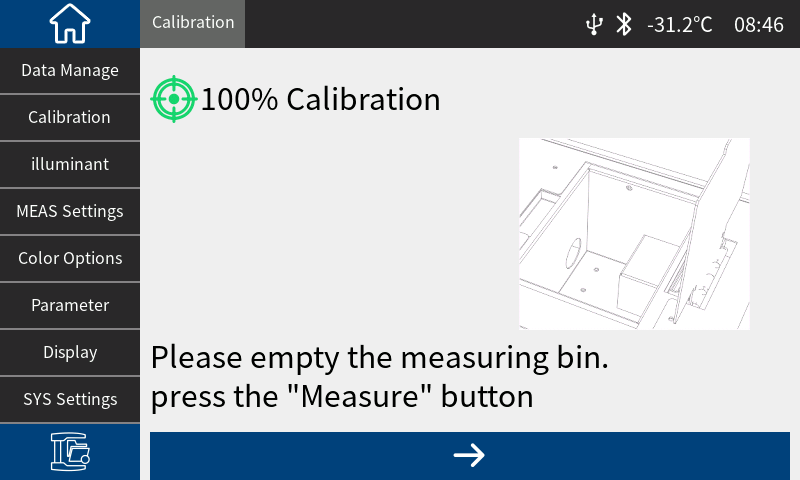 Calibration
-31.2°C
08:46
Data Manage
Calibration
illuminant
MEAS Settings
Color Options
Parameter
Display
SYS Settings
100% Calibration
Please empty the measuring bin.
press the "Measure" button